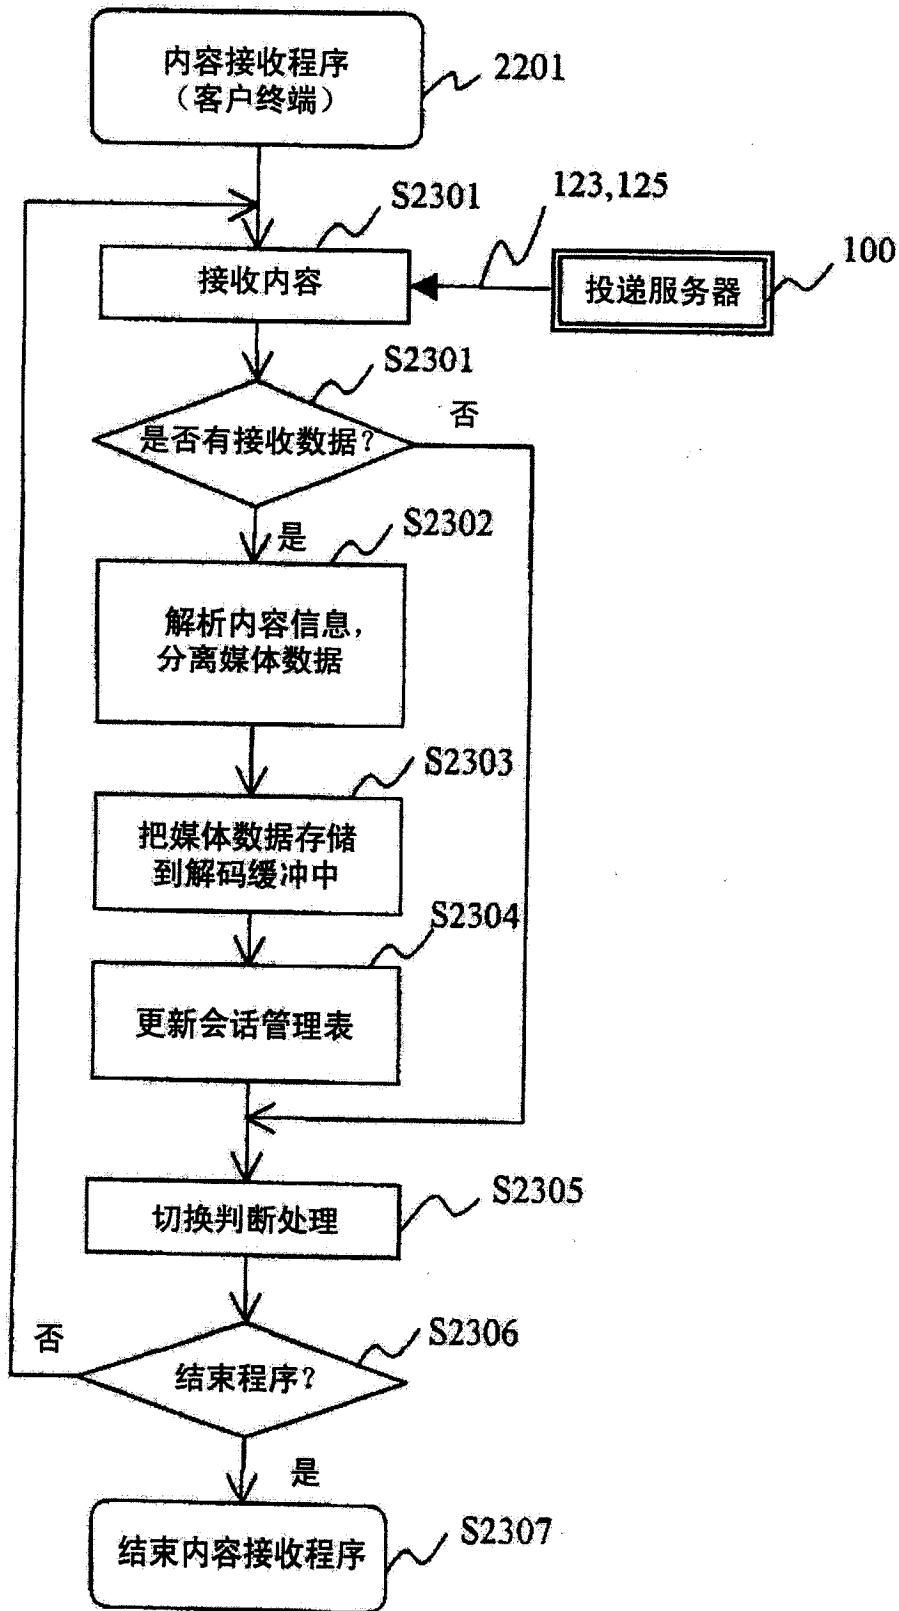 内容接收程序
（客户终端）
2201
S2301
123,125
接收内容
投递服务器
100
S2301
是否有接收数据？
否
是
S2302
解析内容信息，
分离媒体数据
S2303
把媒体数据存储
到解码缓冲中
S2304
更新会话管理表
S2305
切换判断处理
否
S2306
结束程序？
是
结束内容接收程序
S2307